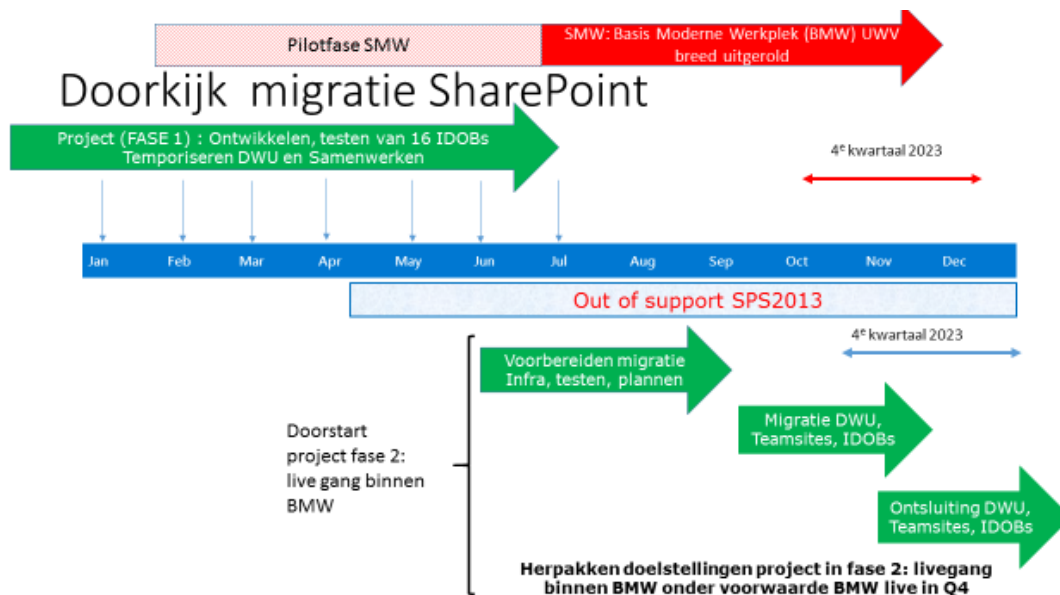 Pilotfase SMW
SMW: Basis Moderne Werkplek (BMW) UWV
breed uitgerold
Doorkijk migratie SharePoint
Project (FASE 1) : Ontwikkelen, testen van 16 IDOBs
Temporiseren DWU en Samenwerken
4e kwartaal 2023
Jan Feb Mar Apr May Jun Jul Aug Sep Oct Nov Dec
Out of support SPS2013
4e kwartaal 2023
Voorbereiden migratie
Infra, testen, plannen
Migratie DWU,
Teamsites, IDOBs
Doorstart
project fase 2:
live gang binnen
BMW
Ontsluiting DWU,
Teamsites, IDOBs
Herpakken doelstellingen project in fase 2: livegang
binnen BMW onder voorwaarde BMW live in Q4